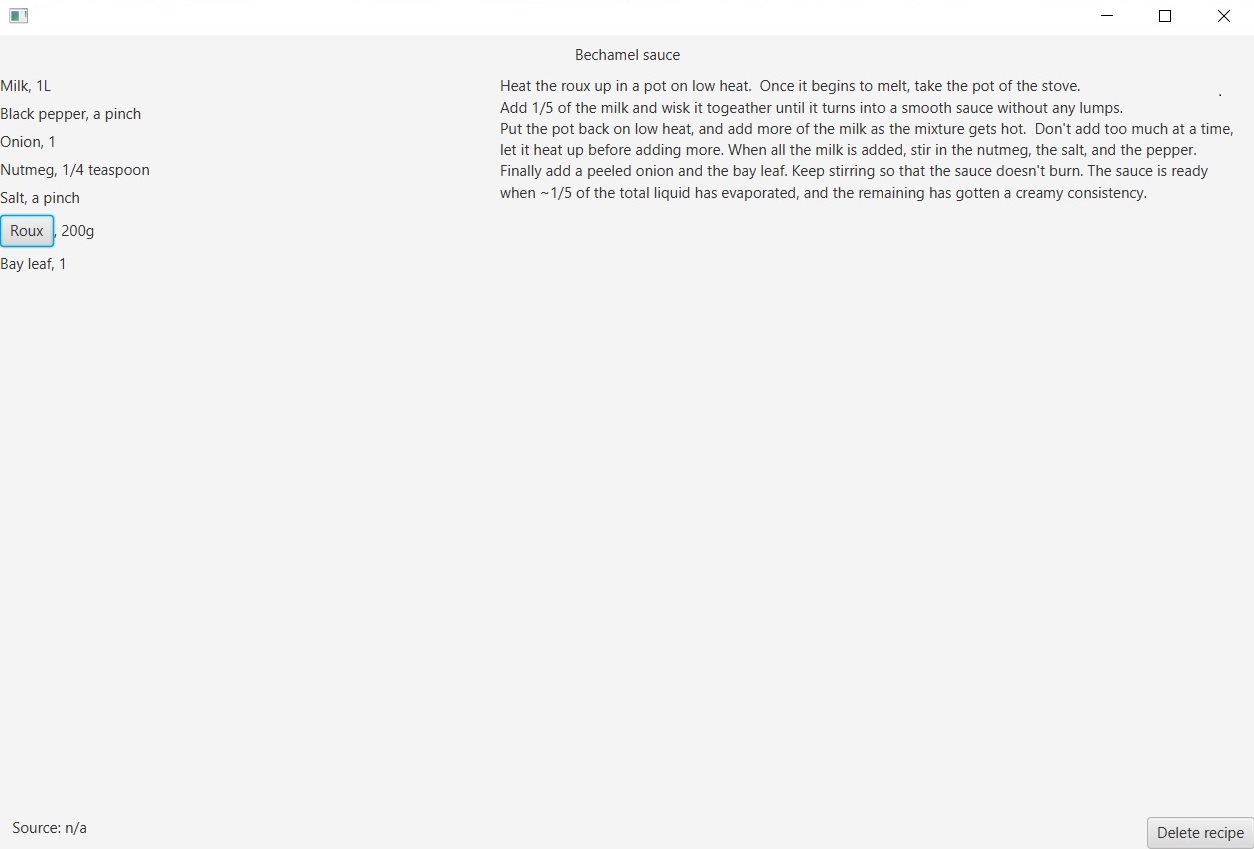 Bechamel sauce
Milk, 1L
Black pepper, a pinch
Onion, 1
Nutmeg, 1/4 teaspoon
Salt, a pinch
Roux, 200g
Bay leaf, 1
Heat the roux up in a pot on low heat.  Once it begins to melt, take the pot of the stove.
Add 1/5 of the milk and wisk it togeather until it turns into a smooth sauce without any lumps.
Put the pot back on low heat, and add more of the milk as the mixture gets hot.  Don't add too much at a time,
let it heat up before adding more. When all the milk is added, stir in the nutmeg, the salt, and the pepper.
Finally add a peeled onion and the bay leaf. Keep stirring so that the sauce doesn't burn. The sauce is ready
when ~1/5 of the total liquid has evaporated, and the remaining has gotten a creamy consistency.
.
Source: n/a
Delete recipe